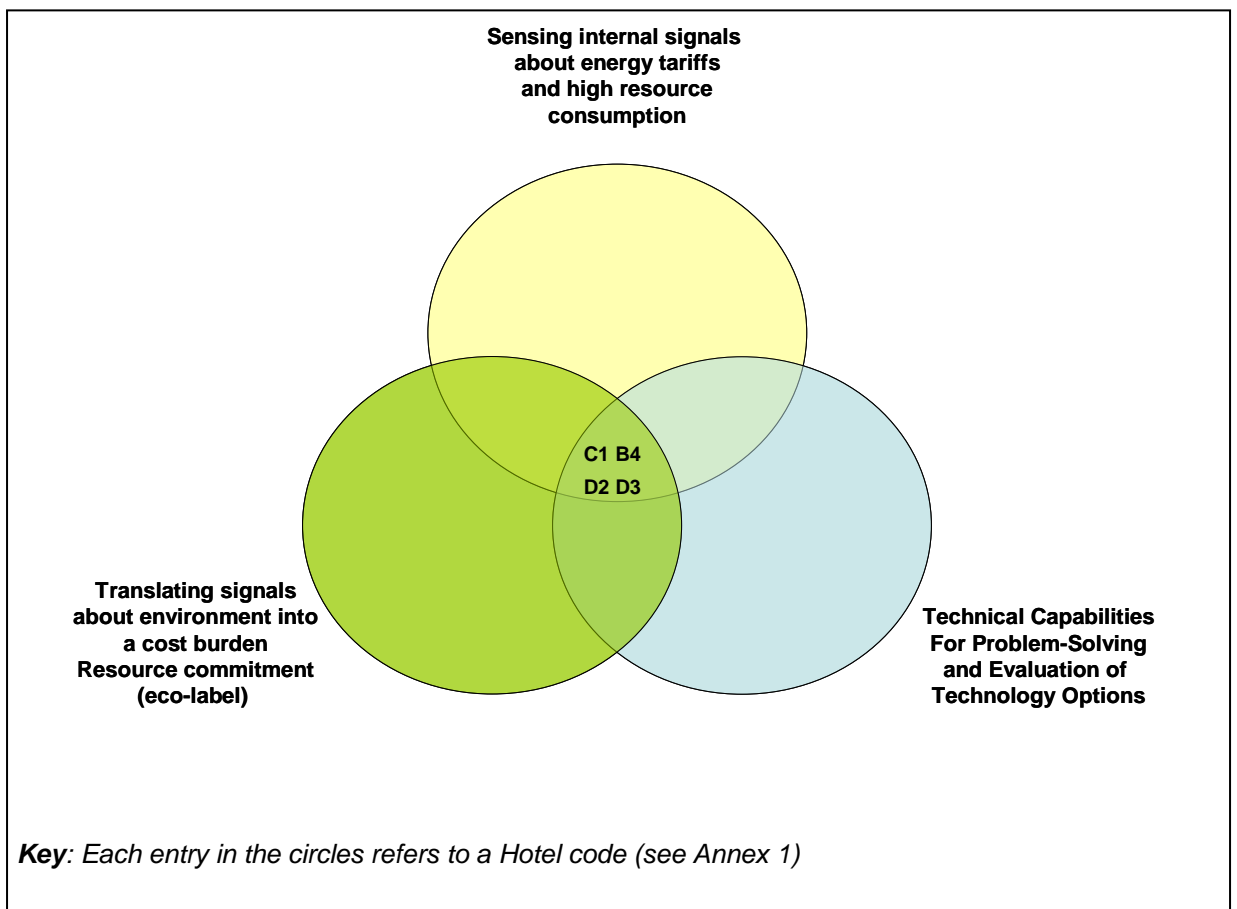 Sensing internal signals
about energy tariffs
and high resource
consumption
C1 B4
D2 D3
Translating signals
about environment into
a cost burden
Resource commitment
(eco-label)
Technical Capabilities
For Problem-Solving
and Evaluation of
Technology Options
Key: Each entry in the circles refers to a Hotel code (see Annex 1)